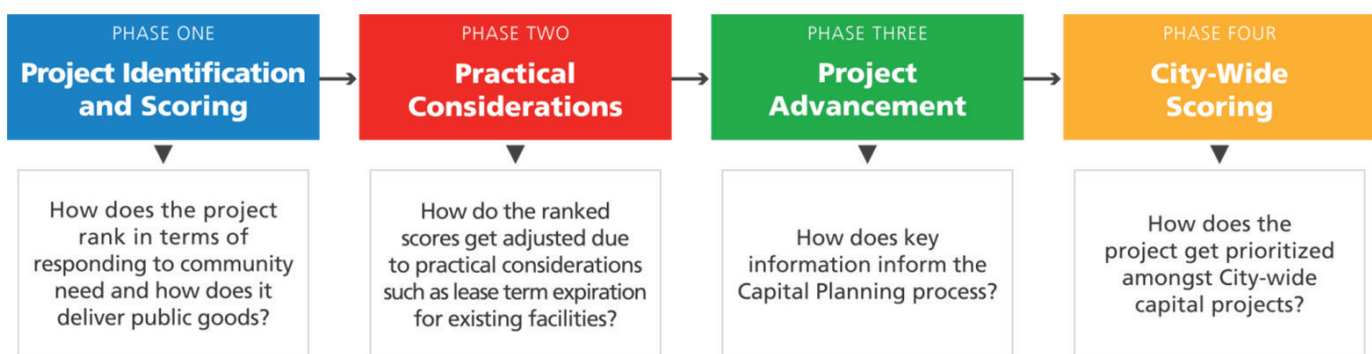 PHASE ONE
Project Identification
and Scoring
PHASE TWO
Practical
Considerations
PHASE THREE
Project
Advancement
PHASE FOUR
City-Wide
Scoring
How does the project
rank in terms of
responding to community
need and how does it
deliver public goods?
How do the ranked
scores get adjusted due
to practical considerations
such as lease term expiration
for existing facilities?
How does key
information inform the
Capital Planning process?
How does the
project get prioritized
amongst City-wide
capital projects?